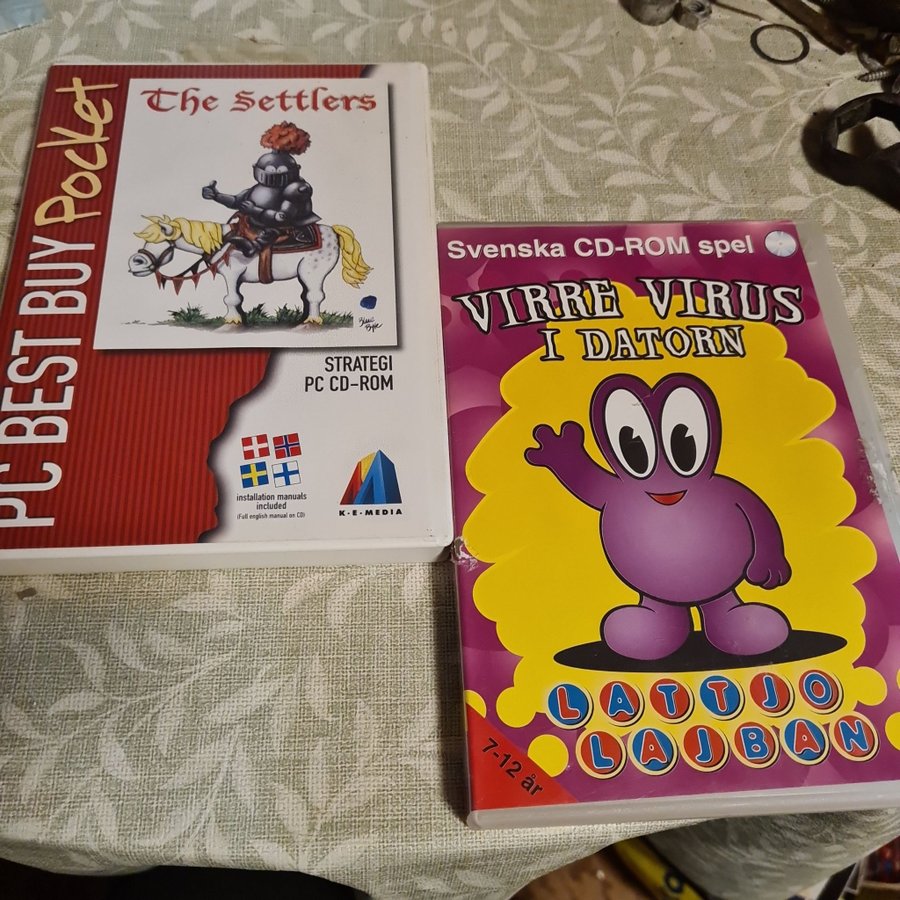 PC BEST BUY Pocket
The Settlers
STRATEGI
PC CD-ROM
installation manuals
included
(Full english manual on CD)
K·E·MEDIA
Svenska CD-ROM spel
VIRRE VIRUS
I DATORN
LATTJO
LAJBAN
7-12 år